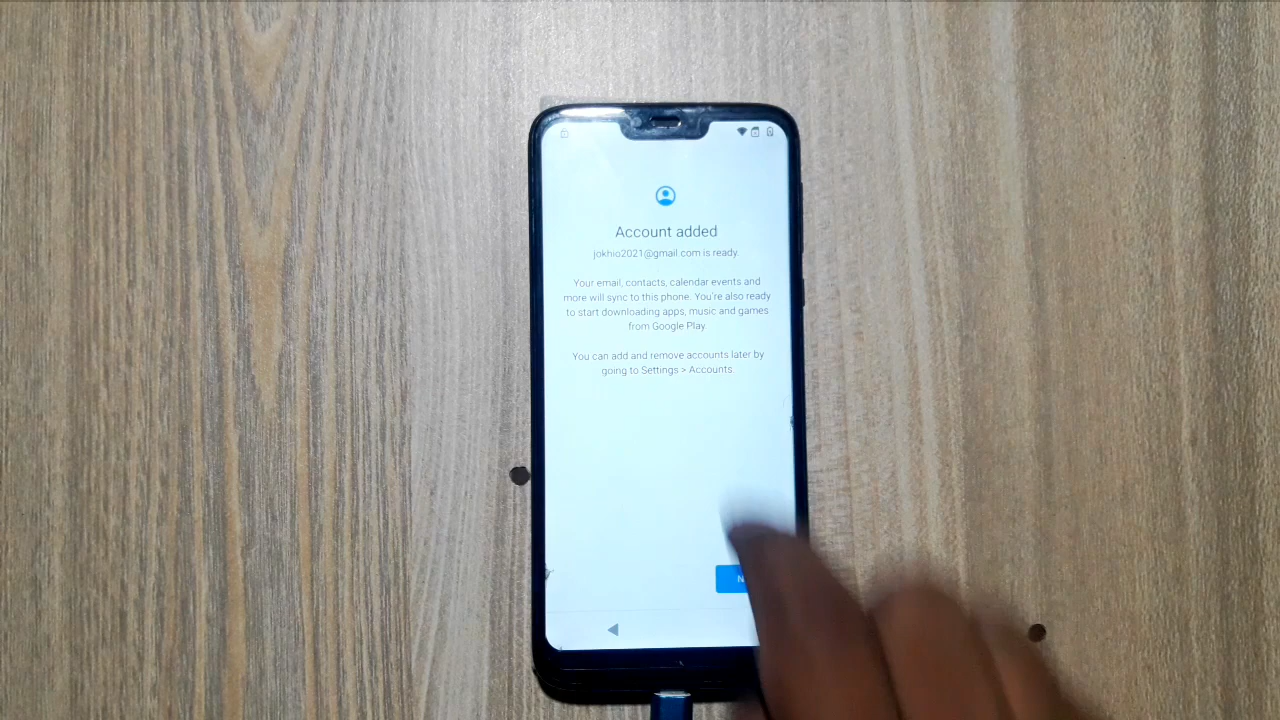 Account added
jokhio2021@gmail.com is ready.
Your email, contacts, calendar events and
more will sync to this phone. You're also ready
to start downloading apps, music and games
from Google Play.
You can add and remove accounts later by
going to Settings > Accounts.